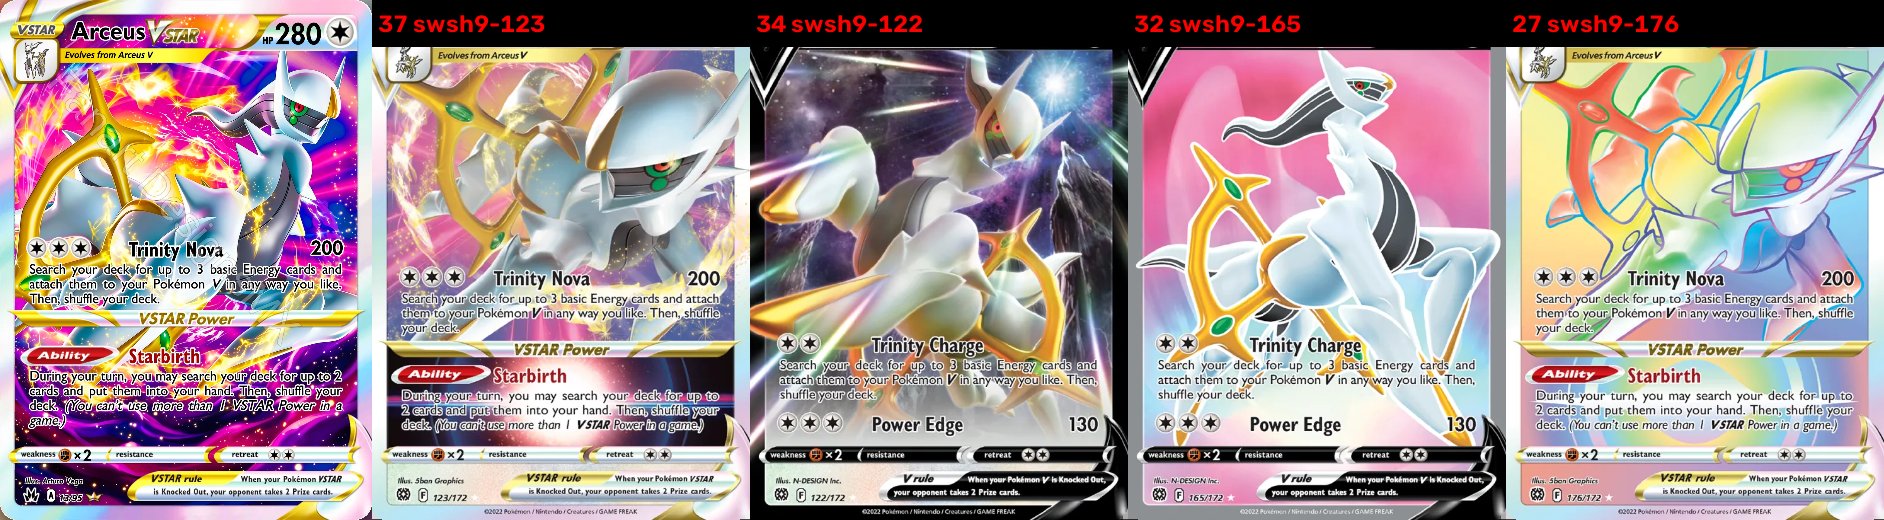 VSTAR Arceus VSTAR HP 280
Evolves from Arceus V
Trinity Nova 200
Search your deck for up to 3 basic Energy cards and
attach them to your Pokémon V in any way you like.
Then, shuffle your deck.
VSTAR Power
Ability Starbirth
During your turn, you may search your deck for up to 2
cards and put them into your hand. Then, shuffle your
deck. (You can't use more than 1 VSTAR Power in a
game.)
weakness ×2 resistance retreat
Illus. Arturo Vega
VSTAR rule When your Pokémon VSTAR
is Knocked Out, your opponent takes 2 Prize cards.
37 swsh9-123
Evolves from Arceus V
Trinity Nova 200
Search your deck for up to 3 basic Energy cards and attach
them to your Pokémon V in any way you like. Then, shuffle
your deck.
VSTAR Power
Ability Starbirth
During your turn, you may search your deck for up to
2 cards and put them into your hand. Then, shuffle your
deck. (You can't use more than 1 VSTAR Power in a game.)
weakness ×2 resistance retreat
Illus. 5ban Graphics
VSTAR rule When your Pokémon VSTAR
is Knocked Out, your opponent takes 2 Prize cards.
F 123/172
©2022 Pokémon / Nintendo / Creatures / GAME FREAK
34 swsh9-122
Trinity Charge
Search your deck for up to 3 basic Energy cards and
attach them to your Pokémon V in any way you like. Then,
shuffle your deck.
Power Edge 130
weakness ×2 resistance retreat
Illus. N-DESIGN Inc.
V rule When your Pokémon V is Knocked Out,
your opponent takes 2 Prize cards.
F 122/172
©2022 Pokémon / Nintendo / Creatures / GAME FREAK
32 swsh9-165
Trinity Charge
Search your deck for up to 3 basic Energy cards and
attach them to your Pokémon V in any way you like. Then,
shuffle your deck.
Power Edge 130
weakness ×2 resistance retreat
Illus. N-DESIGN Inc.
V rule When your Pokémon V is Knocked Out,
your opponent takes 2 Prize cards.
F 165/172
©2022 Pokémon / Nintendo / Creatures / GAME FREAK
27 swsh9-176
Evolves from Arceus V
Trinity Nova 200
Search your deck for up to 3 basic Energy cards and attach
them to your Pokémon V in any way you like. Then, shuffle
your deck.
VSTAR Power
Ability Starbirth
During your turn, you may search your deck for up to
2 cards and put them into your hand. Then, shuffle your
deck. (You can't use more than 1 VSTAR Power in a game.)
weakness ×2 resistance retreat
Illus. 5ban Graphics
VSTAR rule When your Pokémon VSTAR
is Knocked Out, your opponent takes 2 Prize cards.
F 176/172
©2022 Pokémon / Nintendo / Creatures / GAME FREAK